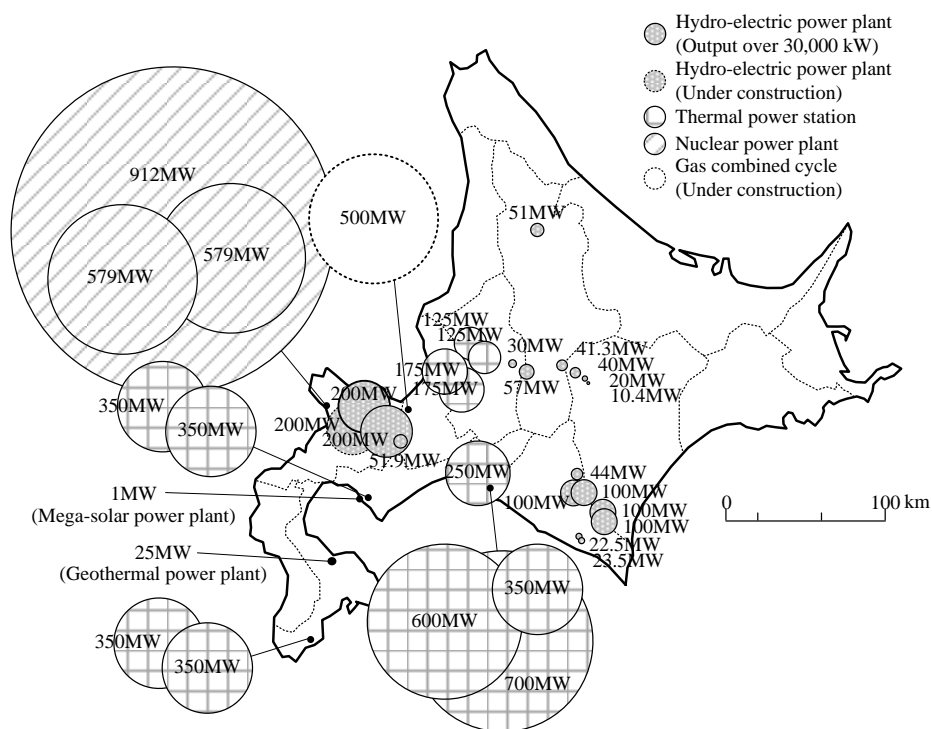 Hydro-electric power plant
(Output over 30,000 kW)
Hydro-electric power plant
(Under construction)
Thermal power station
Nuclear power plant
Gas combined cycle
(Under construction)
912MW
579MW
579MW
500MW
51MW
125MW
125MW
175MW
175MW
30MW
57MW
41.3MW
40MW
20MW
10.4MW
350MW
350MW
200MW
200MW
200MW
51.9MW
250MW
44MW
100MW
100MW
100MW
100MW
22.5MW
23.5MW
0
100 km
1MW
(Mega-solar power plant)
25MW
(Geothermal power plant)
350MW
350MW
350MW
600MW
700MW